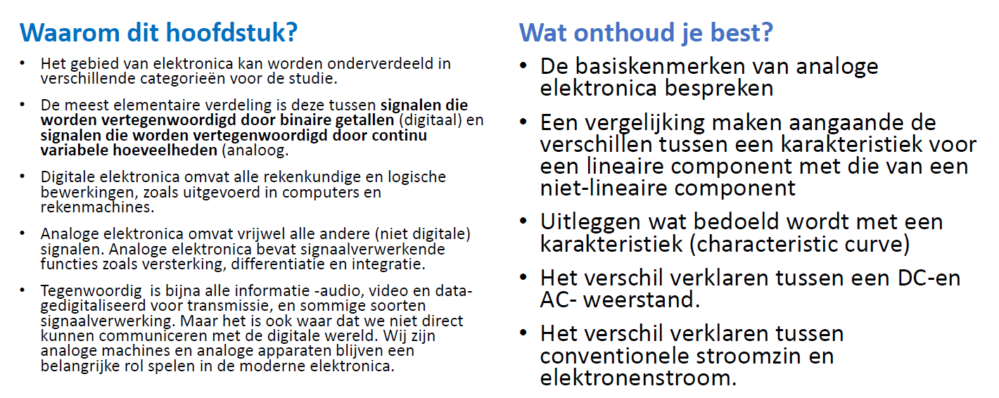 Waarom dit hoofdstuk?
• Het gebied van elektronica kan worden onderverdeeld in
verschillende categorieën voor de studie.
• De meest elementaire verdeling is deze tussen signalen die
worden vertegenwoordigd door binaire getallen (digitaal) en
signalen die worden vertegenwoordigd door continu
variabele hoeveelheden (analoog.
• Digitale elektronica omvat alle rekenkundige en logische
bewerkingen, zoals uitgevoerd in computers en
rekenmachines.
• Analoge elektronica omvat vrijwel alle andere (niet digitale)
signalen. Analoge elektronica bevat signaalverwerkende
functies zoals versterking, differentiatie en integratie.
• Tegenwoordig is bijna alle informatie -audio, video en data-
gedigitaliseerd voor transmissie, en sommige soorten
signaalverwerking. Maar het is ook waar dat we niet direct
kunnen communiceren met de digitale wereld. Wij zijn
analoge machines en analoge apparaten blijven een
belangrijke rol spelen in de moderne elektronica.
Wat onthoud je best?
• De basiskenmerken van analoge
elektronica bespreken
• Een vergelijking maken aangaande de
verschillen tussen een karakteristiek voor
een lineaire component met die van een
niet-lineaire component
• Uitleggen wat bedoeld wordt met een
karakteristiek (characteristic curve)
• Het verschil verklaren tussen een DC-en
AC- weerstand.
• Het verschil verklaren tussen
conventionele stroomzin en
elektronenstroom.